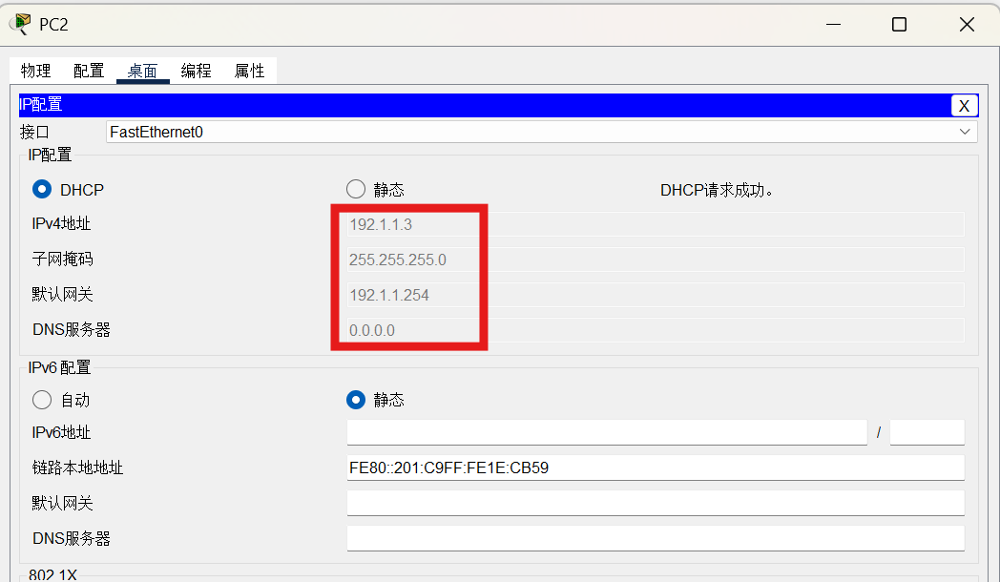 PC2
物理 配置 桌面 编程 属性
IP配置 X
接口 FastEthernet0
IP配置
DHCP 静态 DHCP请求成功。
IPv4地址 192.1.1.3
子网掩码 255.255.255.0
默认网关 192.1.1.254
DNS服务器 0.0.0.0
IPv6 配置
自动 静态
IPv6地址 /
链路本地地址 FE80::201:C9FF:FE1E:CB59
默认网关
DNS服务器
802.1X